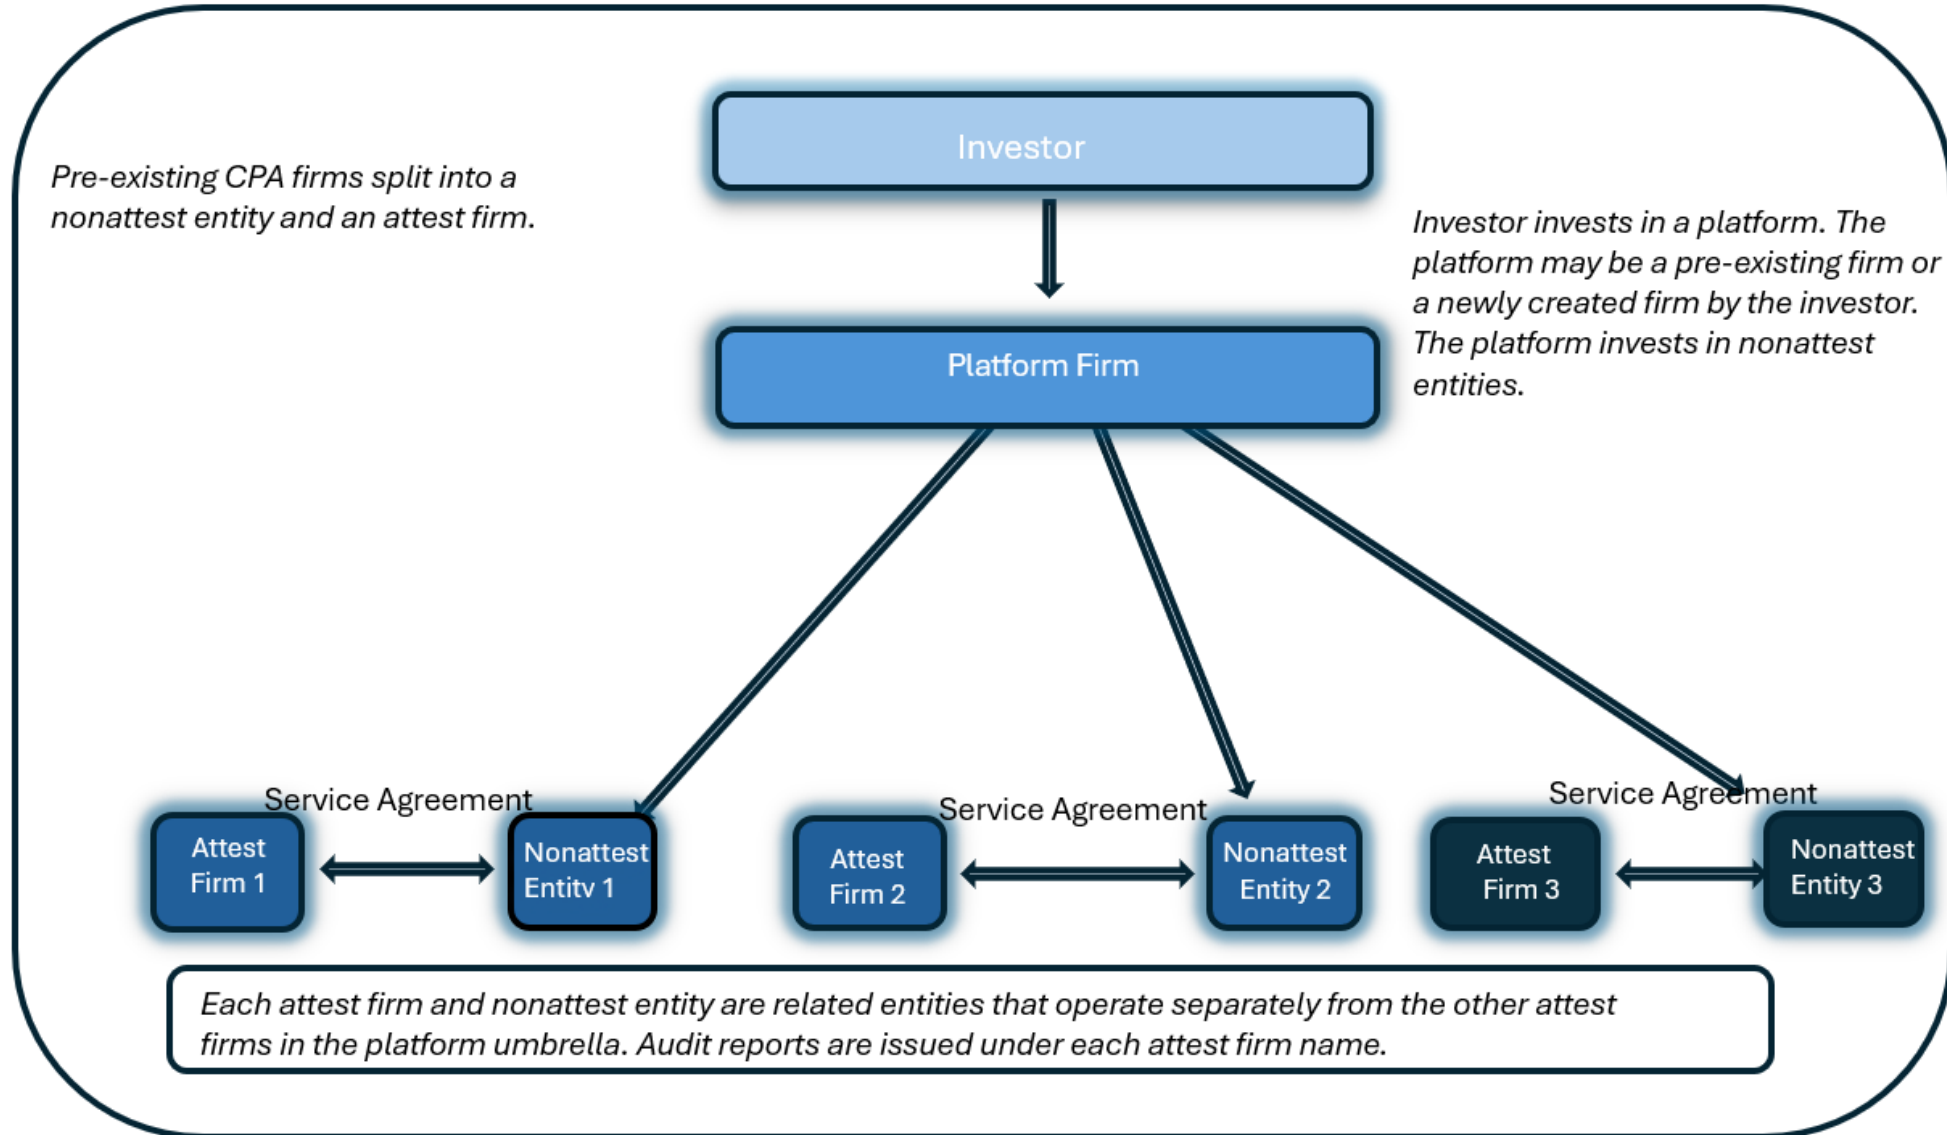 Investor
Pre-existing CPA firms split into a
nonattest entity and an attest firm.
Investor invests in a platform. The
platform may be a pre-existing firm or
a newly created firm by the investor.
The platform invests in nonattest
entities.
Platform Firm
Service Agreement
Attest
Firm 1
Nonattest
Entity 1
Service Agreement
Attest
Firm 2
Nonattest
Entity 2
Service Agreement
Attest
Firm 3
Nonattest
Entity 3
Each attest firm and nonattest entity are related entities that operate separately from the other attest
firms in the platform umbrella. Audit reports are issued under each attest firm name.